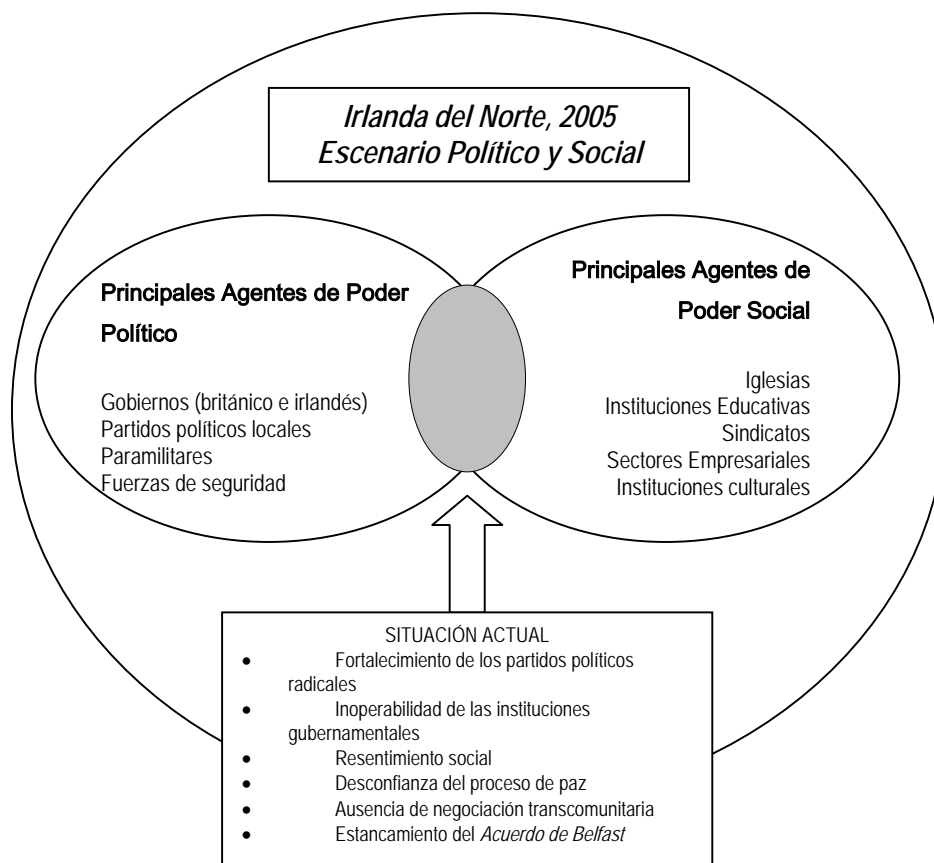 Irlanda del Norte, 2005
Escenario Político y Social
Principales Agentes de Poder
Político
Gobiernos (británico e irlandés)
Partidos políticos locales
Paramilitares
Fuerzas de seguridad
Principales Agentes de
Poder Social
Iglesias
Instituciones Educativas
Sindicatos
Sectores Empresariales
Instituciones culturales
SITUACIÓN ACTUAL
• Fortalecimiento de los partidos políticos
radicales
• Inoperabilidad de las instituciones
gubernamentales
• Resentimiento social
• Desconfianza del proceso de paz
• Ausencia de negociación transcomunitaria
• Estancamiento del Acuerdo de Belfast